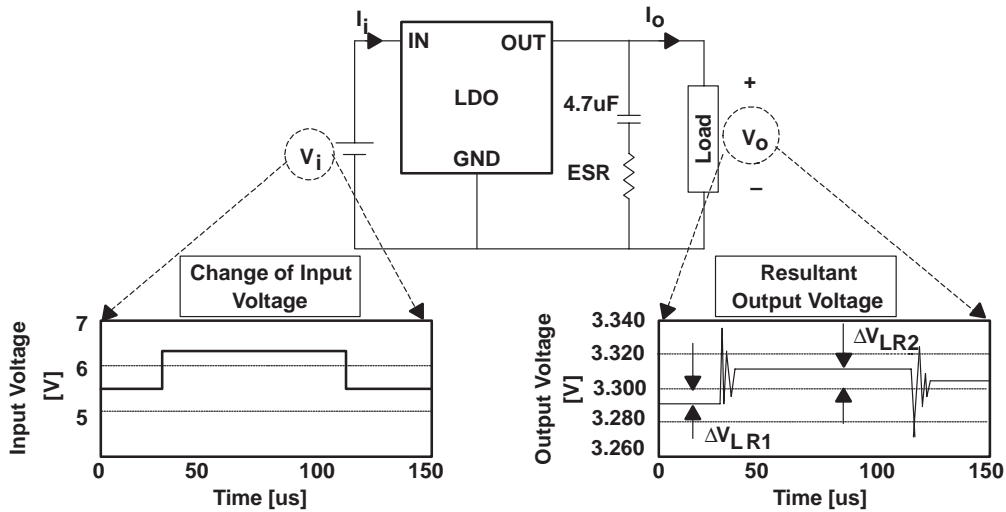 Ii
Io
IN
OUT
LDO
GND
4.7uF
ESR
Load
+
Vo
–
Vi
Change of Input
Voltage
Resultant
Output Voltage
Input Voltage
[V]
7
6
5
0
50
100
150
Time [us]
Output Voltage
[V]
3.340
3.320
3.300
3.280
3.260
ΔVLR2
ΔVLR1
0
50
100
150
Time [us]